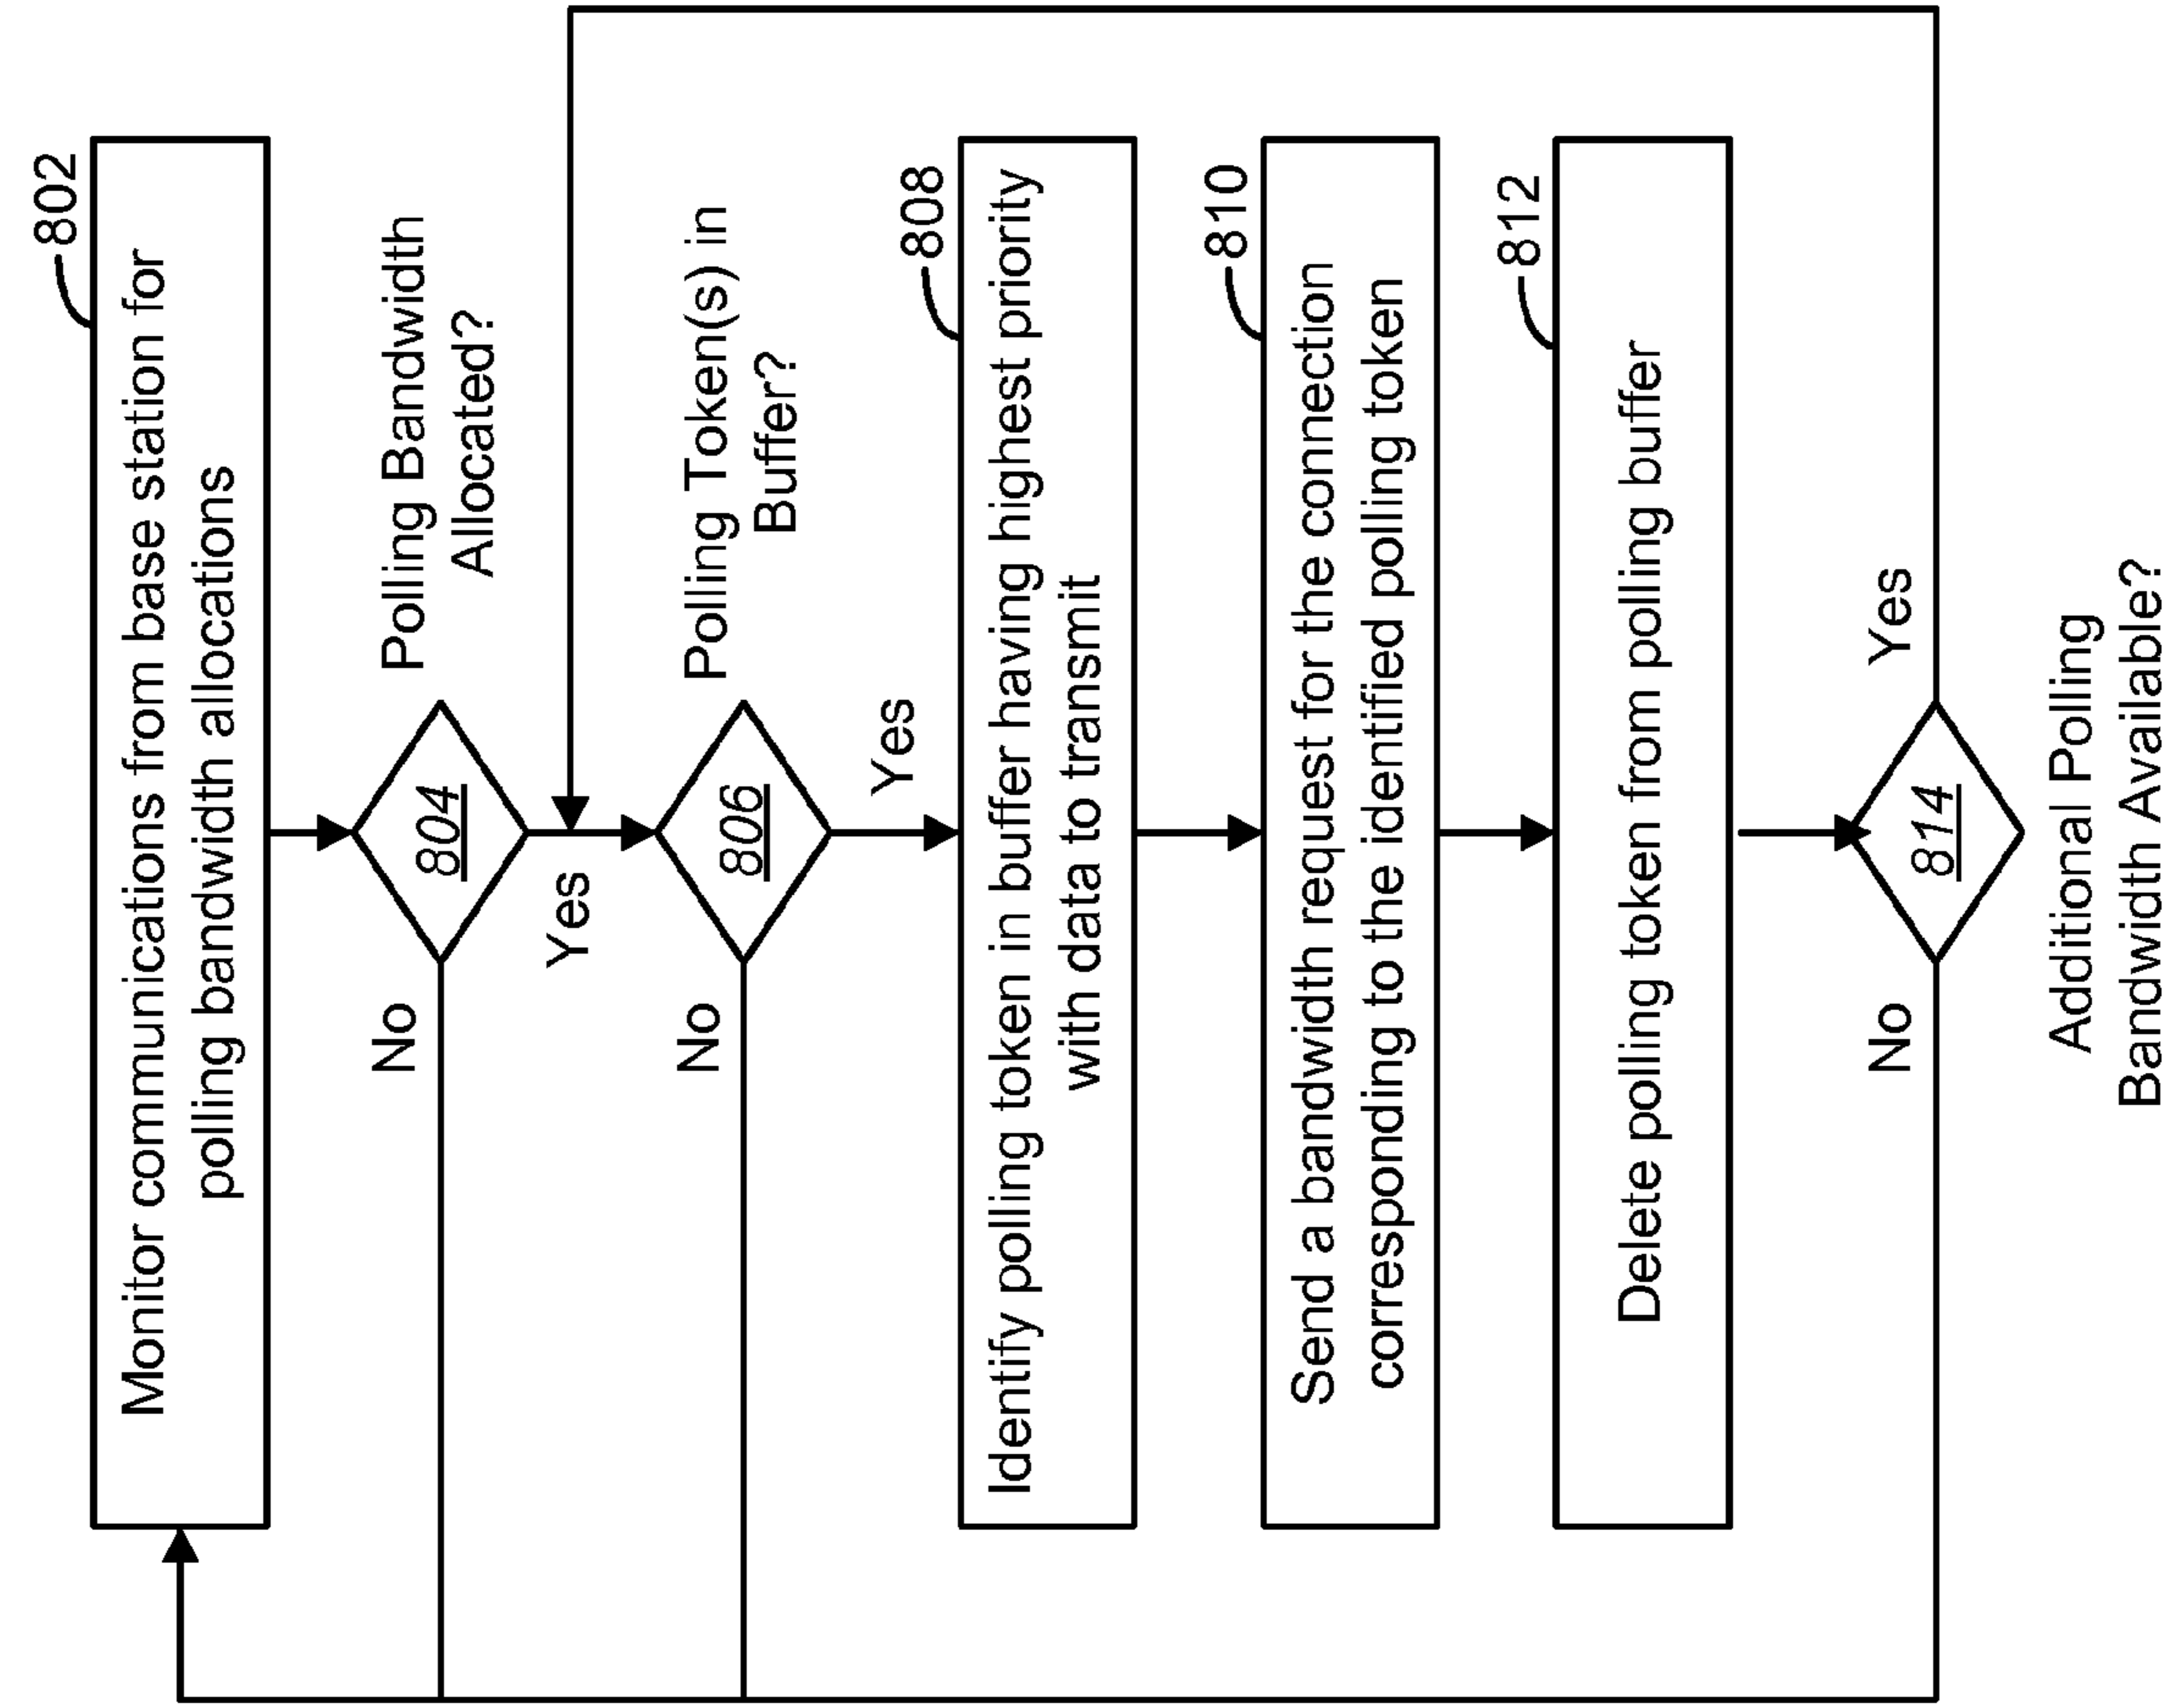 802
Monitor communications from base station for
polling bandwidth allocations
Polling Bandwidth
Allocated?
804
No
Yes
Polling Token(s) in
Buffer?
806
No
Yes
808
Identify polling token in buffer having highest priority
with data to transmit
810
Send a bandwidth request for the connection
corresponding to the identified polling token
812
Delete polling token from polling buffer
No
814
Yes
Additional Polling
Bandwidth Available?